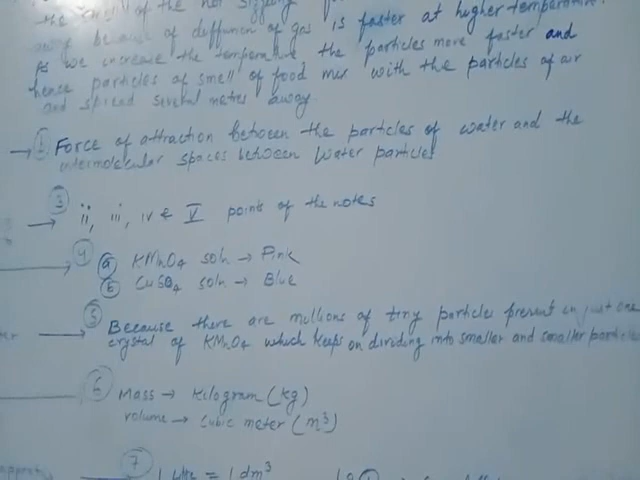 the smell of the hot sizzling
away because of diffusion of gas is faster at higher temperature.
As we increase the temperature, the particles move faster and
hence particles of smell of food mix with the particles of air
and spread several metres away.
→ ① Force of attraction between the particles of water and the
intermolecular spaces between water particles
→ ③ ii, iii, iv & V points of the notes
→ ④ ⓐ KMnO4 soln → Pink
ⓑ CuSO4 soln → Blue
→ ⑤ Because there are millions of tiny particles present in just one
crystal of KMnO4 which keeps on dividing into smaller and smaller particles
⑥ Mass → Kilogram (kg)
volume → cubic meter (m³)
→ ⑦ 1 litre = 1 dm³